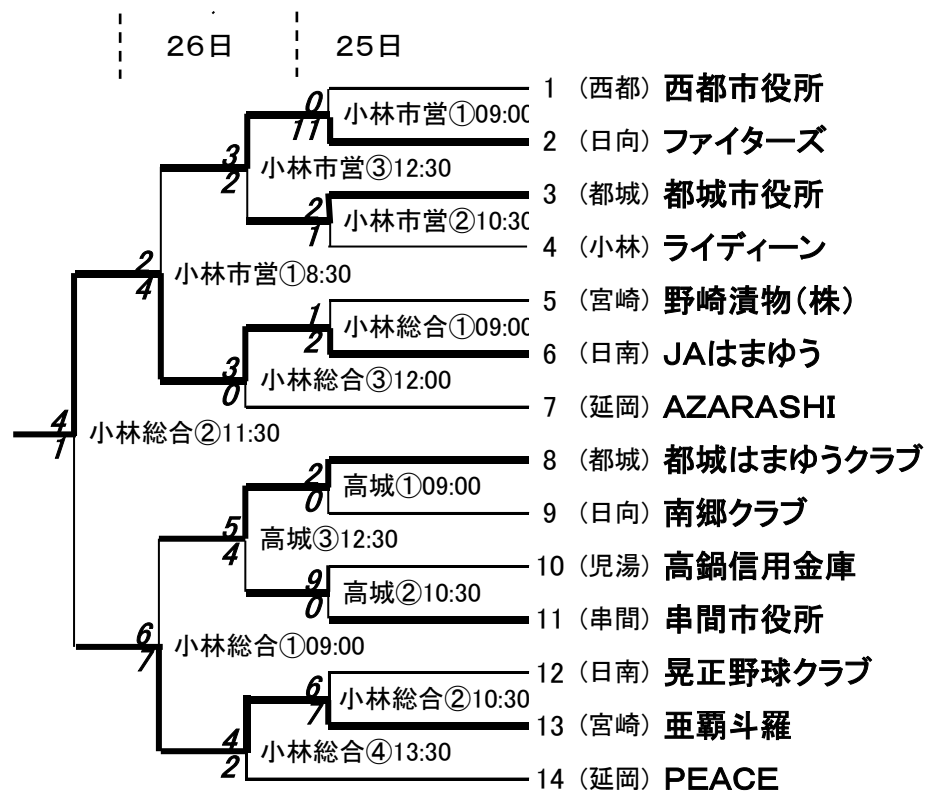 26日 25日
1 （西都） 西都市役所
0
小林市営①09:00
11
2 （日向） ファイターズ
3
小林市営③12:30
2
3 （都城） 都城市役所
2
小林市営②10:30
1
4 （小林） ライディーン
2
小林市営①8:30
4
5 （宮崎） 野崎漬物（株）
1
小林総合①09:00
2
6 （日南） JAはまゆう
3
小林総合③12:00
0
7 （延岡） AZARASHI
4
小林総合②11:30
1
8 （都城） 都城はまゆうクラブ
2
高城①09:00
0
9 （日向） 南郷クラブ
5
高城③12:30
4
10 （児湯） 高鍋信用金庫
9
高城②10:30
0
11 （串間） 串間市役所
6
小林総合①09:00
7
12 （日南） 晃正野球クラブ
6
小林総合②10:30
7
13 （宮崎） 亜覇斗羅
4
小林総合④13:30
2
14 （延岡） PEACE